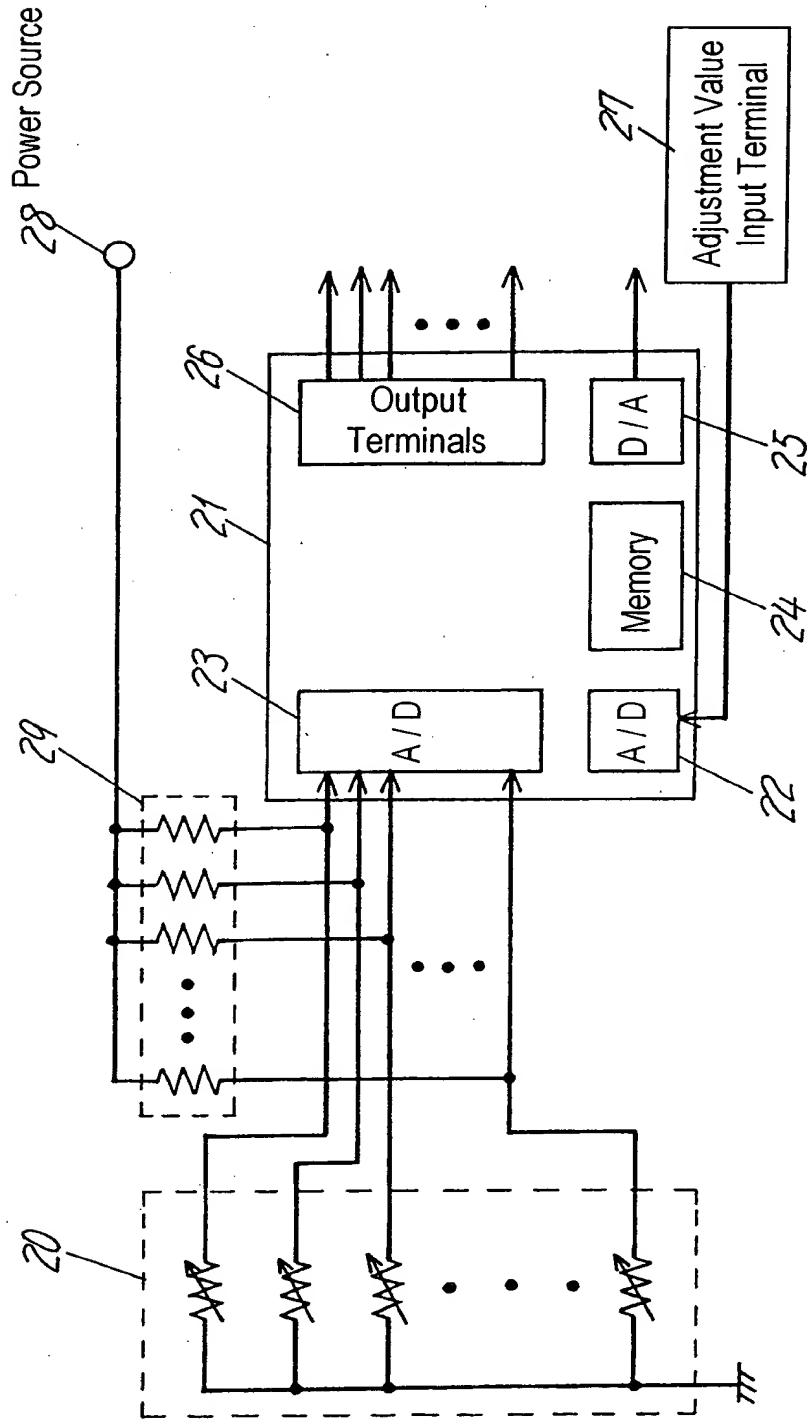 28 Power Source
29
23
21
26
20
A / D
Output
Terminals
A / D
Memory
D / A
22
24
25
27
Adjustment Value
Input Terminal